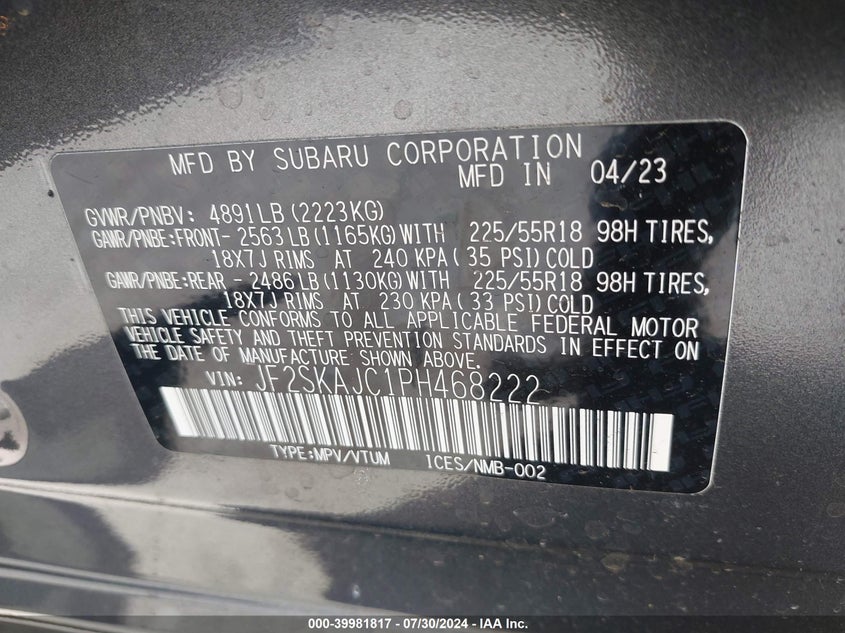 MFD BY SUBARU CORPORATION
MFD IN 04/23
GVWR/PNBV: 4891LB (2223KG)
GAWR/PNBE:FRONT- 2563LB(1165KG)WITH 225/55R18 98H TIRES,
18X7J RIMS AT 240 KPA( 35 PSI)COLD
GAWR/PNBE:REAR - 2486LB(1130KG)WITH 225/55R18 98H TIRES,
18X7J RIMS AT 230 KPA( 33 PSI)COLD
THIS VEHICLE CONFORMS TO ALL APPLICABLE FEDERAL MOTOR
VEHICLE SAFETY AND THEFT PREVENTION STANDARDS IN EFFECT ON
THE DATE OF MANUFACTURE SHOWN ABOVE.
VIN: JF2SKAJC1PH468222
TYPE:MPV/VTUM ICES/NMB-002
000-39981817 / 07/30/2024 - IAA Inc.